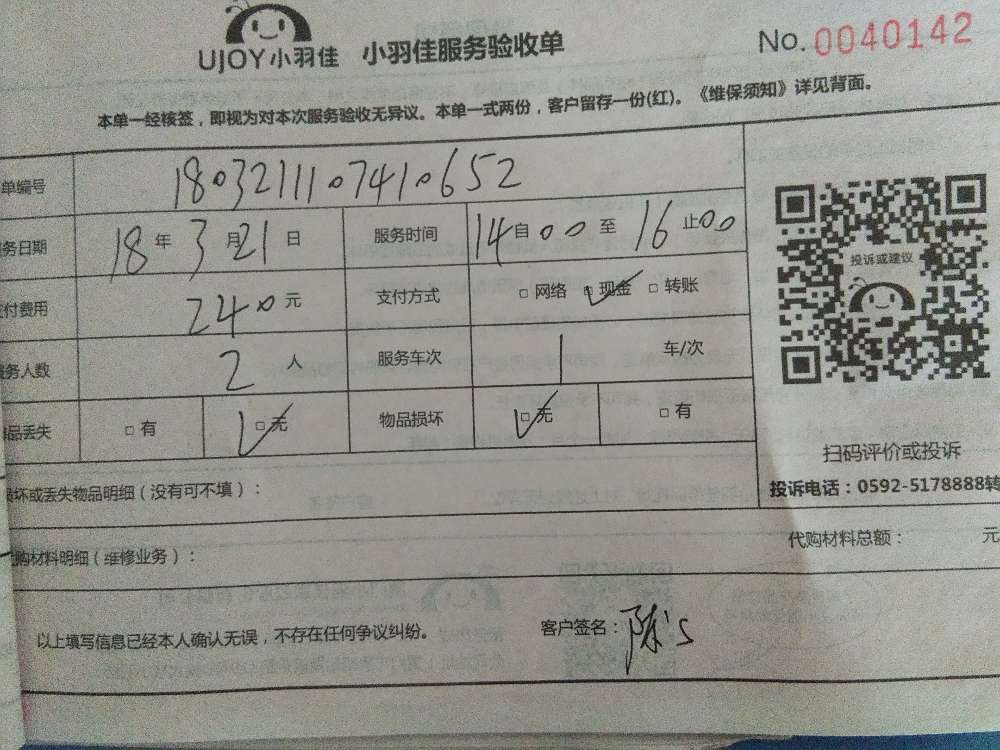 UJOY小羽佳 小羽佳服务验收单 No. 0040142
本单一经核签，即视为对本次服务验收无异议。本单一式两份，客户留存一份(红)。《维保须知》详见背面。
单编号 1803211107410652
务日期 18 年 3 月 21 日 服务时间 14 自 00 至 16 止 00
付费用 240 元 支付方式 □ 网络 □ 现金 □ 转账
务人数 2 人 服务车次 1 车/次
品丢失 □ 有 □ 无 物品损坏 □ 无 □ 有
投诉或建议
扫码评价或投诉
投诉电话：0592-5178888转
损坏或丢失物品明细（没有可不填）：
购材料明细（维修业务）： 代购材料总额： 元
以上填写信息已经本人确认无误，不存在任何争议纠纷。 客户签名：陈's